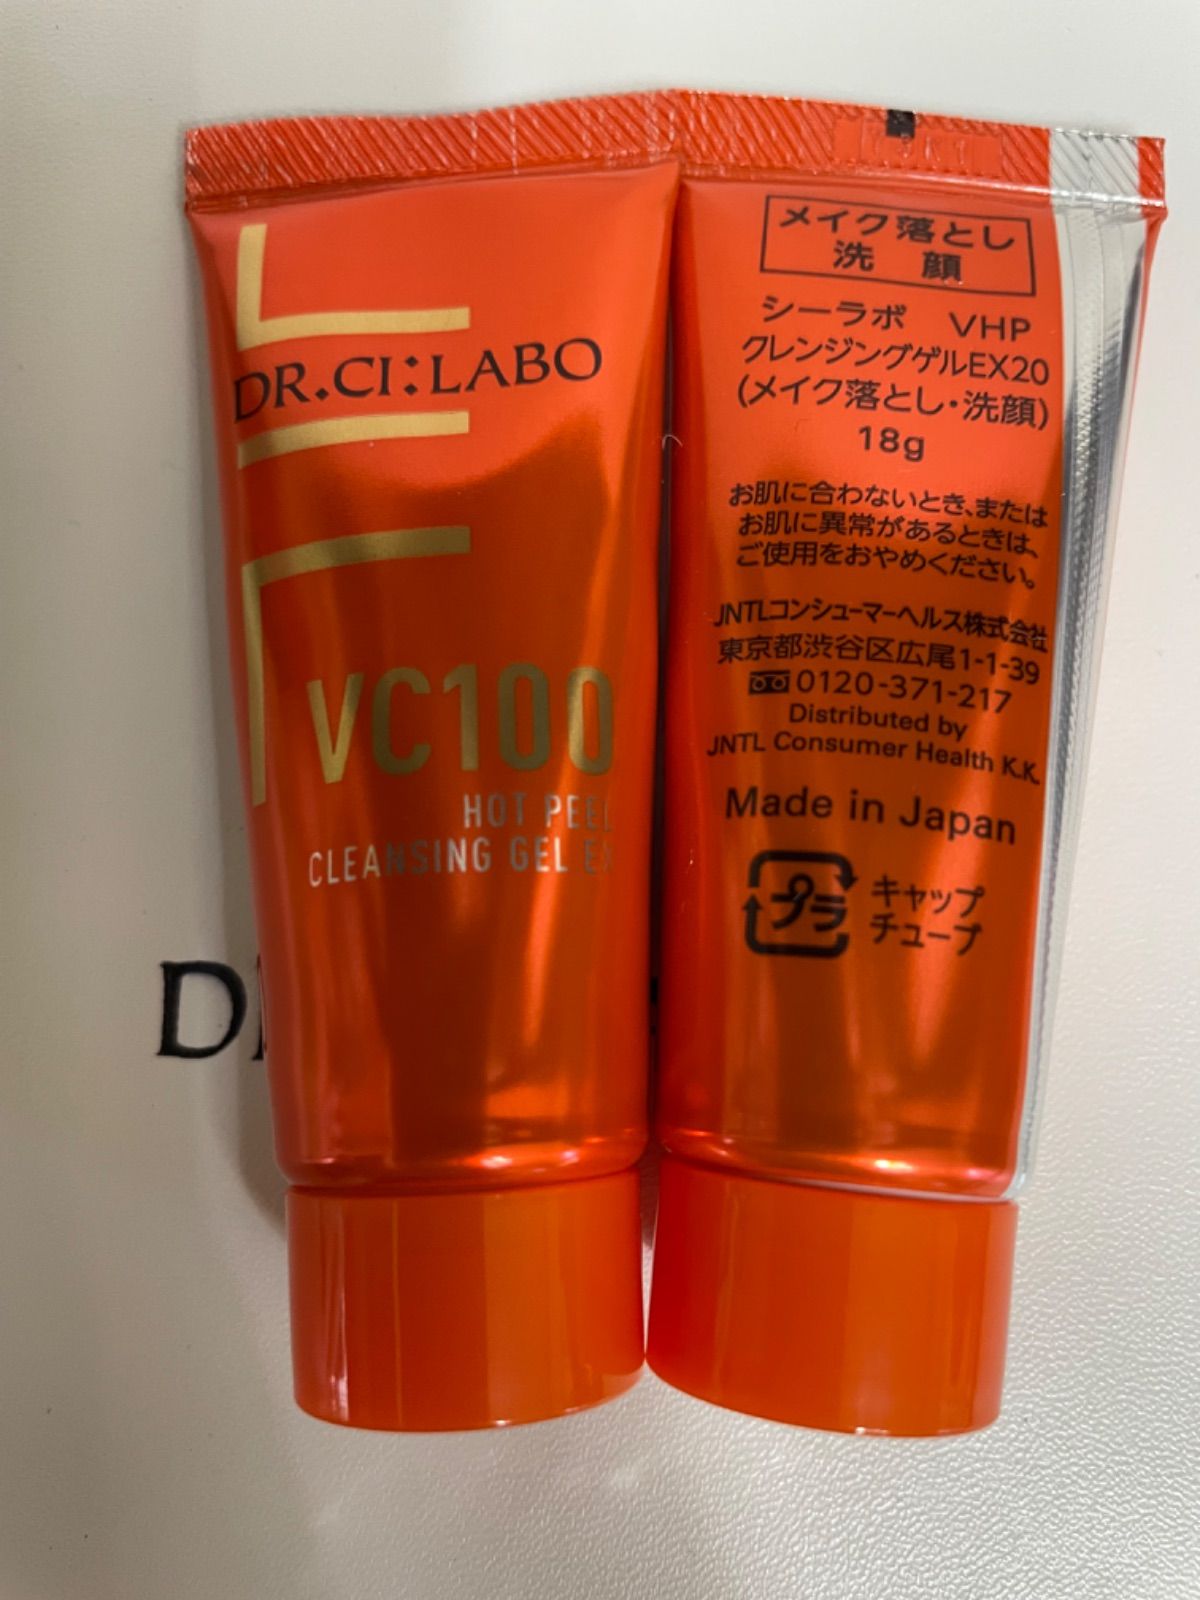 DR.CI:LABO
VC100
HOT PEEL
CLEANSING GEL EX
メイク落とし
洗 顔
シーラボ VHP
クレンジングゲルEX20
(メイク落とし・洗顔)
18g
お肌に合わないとき、または
お肌に異常があるときは、
ご使用をおやめください。
JNTLコンシューマーヘルス株式会社
東京都渋谷区広尾1-1-39
0120-371-217
Distributed by
JNTL Consumer Health K.K.
Made in Japan
プラ
キャップ
チューブ